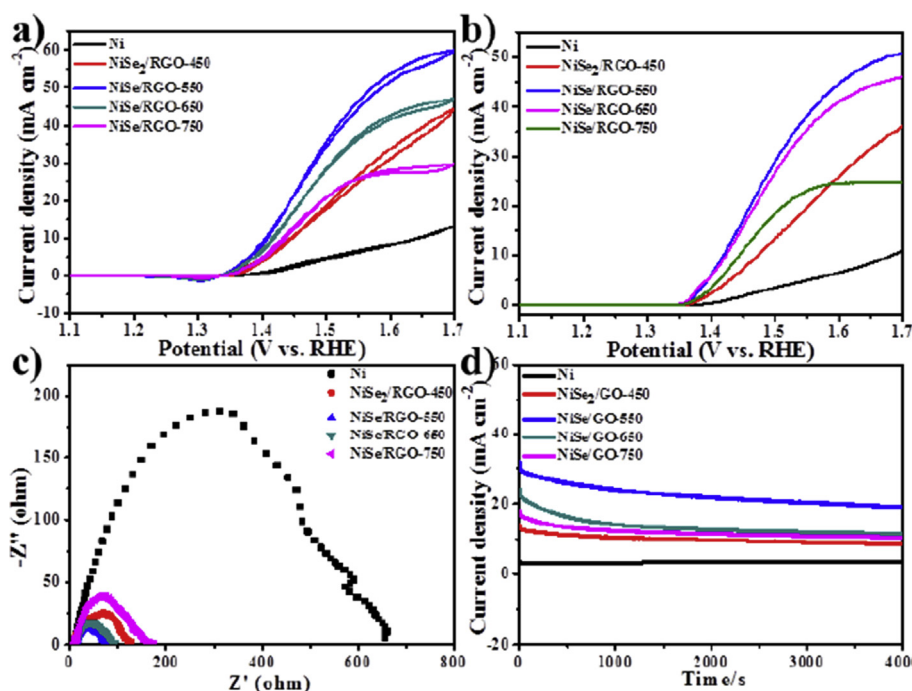 a)
Ni
NiSe2/RGO-450
NiSe/RGO-550
NiSe/RGO-650
NiSe/RGO-750
Current density (mA cm-2)
60
50
40
30
20
10
0
-10
1.1 1.2 1.3 1.4 1.5 1.6 1.7
Potential (V vs. RHE)
b)
Ni
NiSe2/RGO-450
NiSe/RGO-550
NiSe/RGO-650
NiSe/RGO-750
Current density (mA cm-2)
50
40
30
20
10
0
1.1 1.2 1.3 1.4 1.5 1.6 1.7
Potential (V vs. RHE)
c)
Ni
NiSe2/RGO-450
NiSe/RGO-550
NiSe/RGO-650
NiSe/RGO-750
-Z'' (ohm)
200
150
100
50
0
0 200 400 600 800
Z' (ohm)
d)
Ni
NiSe2/GO-450
NiSe/GO-550
NiSe/GO-650
NiSe/GO-750
Current density (mA cm-2)
60
40
20
0
-20
0 1000 2000 3000 4000
Time/s